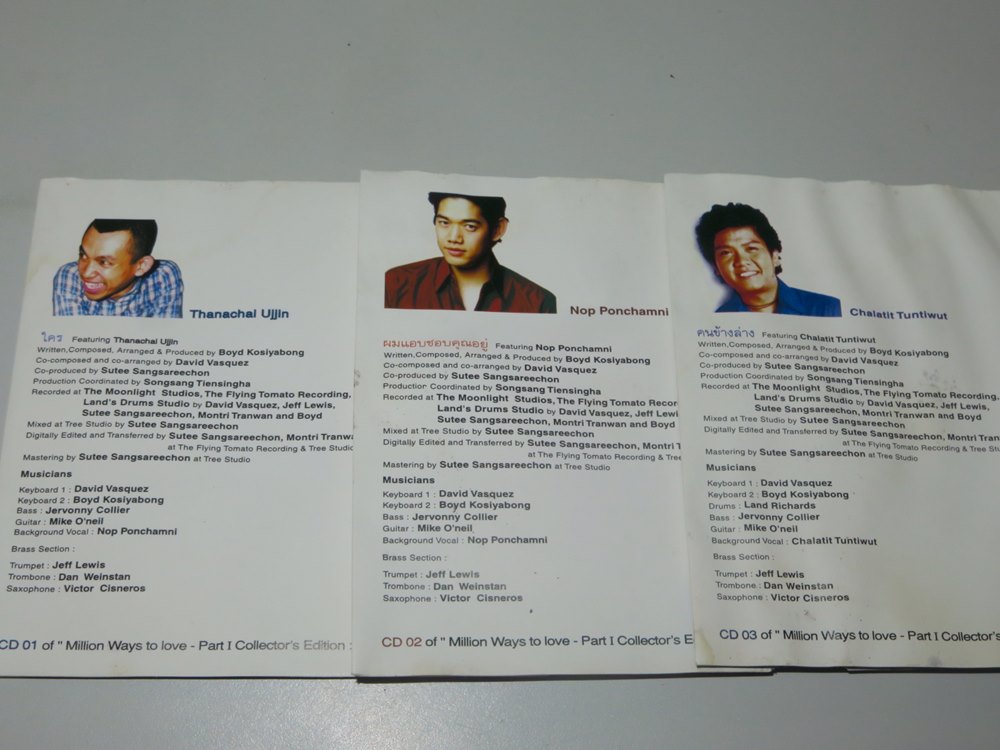 Thanachai Ujjin
ใคร Featuring Thanachai Ujjin
Written,Composed, Arranged & Produced by Boyd Kosiyabong
Co-composed and co-arranged by David Vasquez
Co-produced by Sutee Sangsareechon
Production Coordinated by Songsang Tiensingha
Recorded at The Moonlight Studios, The Flying Tomato Recording,
Land's Drums Studio by David Vasquez, Jeff Lewis,
Sutee Sangsareechon, Montri Tranwan and Boyd
Mixed at Tree Studio by Sutee Sangsareechon
Digitally Edited and Transferred by Sutee Sangsareechon, Montri Tranwa
at The Flying Tomato Recording & Tree
Mastering by Sutee Sangsareechon at Tree Studio
Musicians
Keyboard 1 : David Vasquez
Keyboard 2 : Boyd Kosiyabong
Bass : Jervonny Collier
Guitar : Mike O'neil
Background Vocal : Nop Ponchamni
Brass Section :
Trumpet : Jeff Lewis
Trombone : Dan Weinstan
Saxophone : Victor Cisneros
CD 01 of " Million Ways to love - Part I Collector's Edition :
Nop Ponchamni
ผมแอบชอบคุณอยู่ Featuring Nop Ponchamni
Written,Composed, Arranged & Produced by Boyd Kosiyabong
Co-composed and co-arranged by David Vasquez
Co-produced by Sutee Sangsareechon
Production Coordinated by Songsang Tiensingha
Recorded at The Moonlight Studios, The Flying Tomato Recor
Land's Drums Studio by David Vasquez, Jeff Lewi
Sutee Sangsareechon, Montri Tranwan and Boyd
Mixed at Tree Studio by Sutee Sangsareechon
Digitally Edited and Transferred by Sutee Sangsareechon, Montri T
at The Flying Tomato Recording & Tree
Mastering by Sutee Sangsareechon at Tree Studio
Musicians
Keyboard 1 : David Vasquez
Keyboard 2 : Boyd Kosiyabong
Bass : Jervonny Collier
Guitar : Mike O'neil
Background Vocal : Nop Ponchamni
Brass Section :
Trumpet : Jeff Lewis
Trombone : Dan Weinstan
Saxophone : Victor Cisneros
CD 02 of " Million Ways to love - Part I Collector's E
Chalatit Tuntiwut
คนข้างล่าง Featuring Chalatit Tuntiwut
Written,Composed, Arranged & Produced by Boyd Kosiyabong
Co-composed and co-arranged by David Vasquez
Co-produced by Sutee Sangsareechon
Production Coordinated by Songsang Tiensingha
Recorded at The Moonlight Studios, The Flying Tomato Recording,
Land's Drums Studio by David Vasquez, Jeff Lewis,
Sutee Sangsareechon, Montri Tranwan and Boyd
Mixed at Tree Studio by Sutee Sangsareechon
Digitally Edited and Transferred by Sutee Sangsareechon, Montri Tran
at The Flying Tomato Recording & Tree Stu
Mastering by Sutee Sangsareechon at Tree Studio
Musicians
Keyboard 1 : David Vasquez
Keyboard 2 : Boyd Kosiyabong
Drums : Land Richards
Bass : Jervonny Collier
Guitar : Mike O'neil
Background Vocal : Chalatit Tuntiwut
Brass Section :
Trumpet : Jeff Lewis
Trombone : Dan Weinstan
Saxophone : Victor Cisneros
CD 03 of " Million Ways to love - Part I Collector's